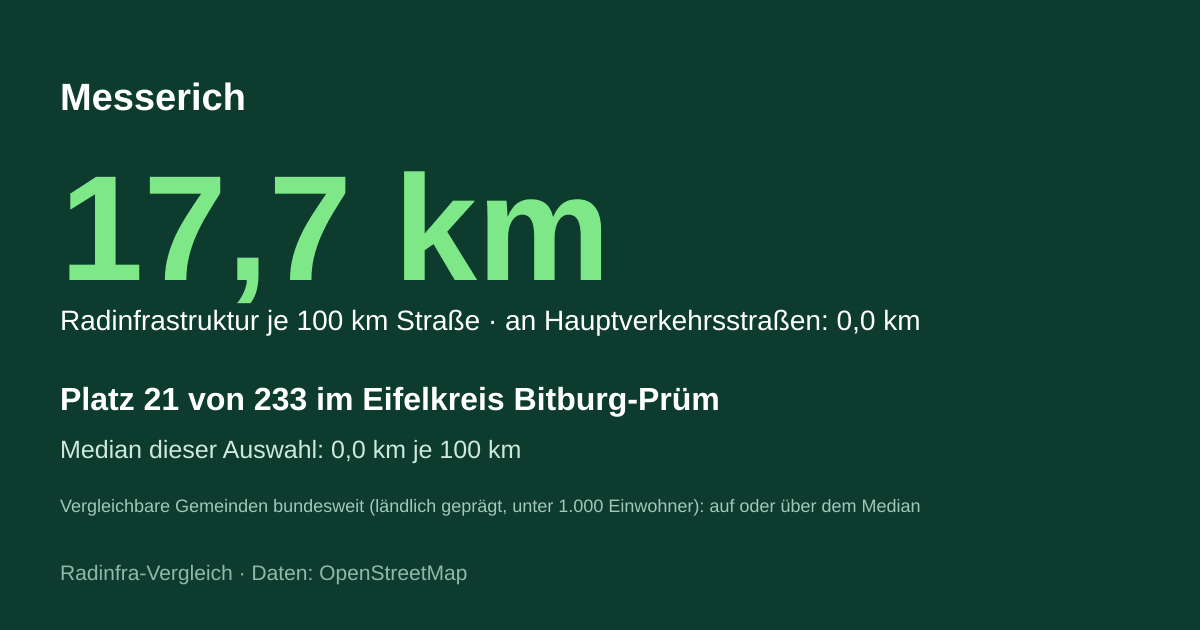 Messerich
17,7 km
Radinfrastruktur je 100 km Straße · an Hauptverkehrsstraßen: 0,0 km
Platz 21 von 233 im Eifelkreis Bitburg-Prüm
Median dieser Auswahl: 0,0 km je 100 km
Vergleichbare Gemeinden bundesweit (ländlich geprägt, unter 1.000 Einwohner): auf oder über dem Median
Radinfra-Vergleich · Daten: OpenStreetMap